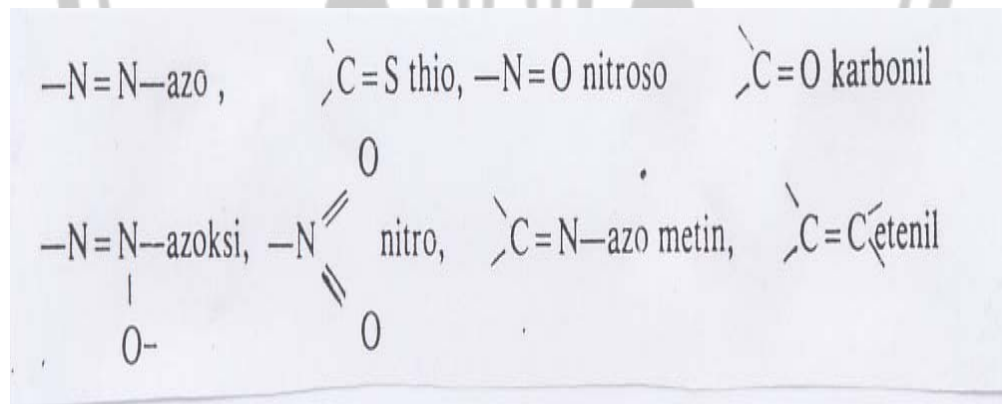 –N=N–azo , C=S thio, –N=O nitroso C=O karbonil
O
–N=N–azoksi, –N nitro, C=N–azo metin, C=C etenil
O- O